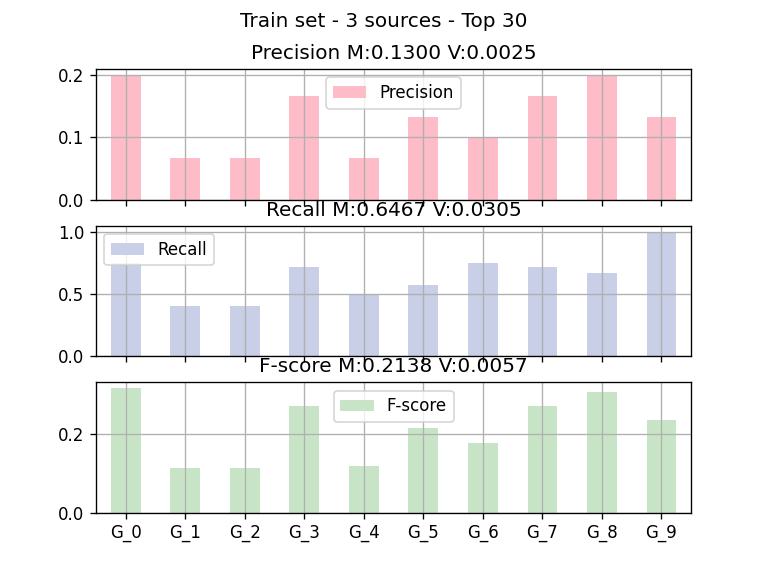 Train set - 3 sources - Top 30
Precision M:0.1300 V:0.0025
0.2
0.1
0.0
Precision
Recall M:0.6467 V:0.0305
1.0
0.5
0.0
Recall
F-score M:0.2138 V:0.0057
0.2
0.0
F-score
G_0 G_1 G_2 G_3 G_4 G_5 G_6 G_7 G_8 G_9